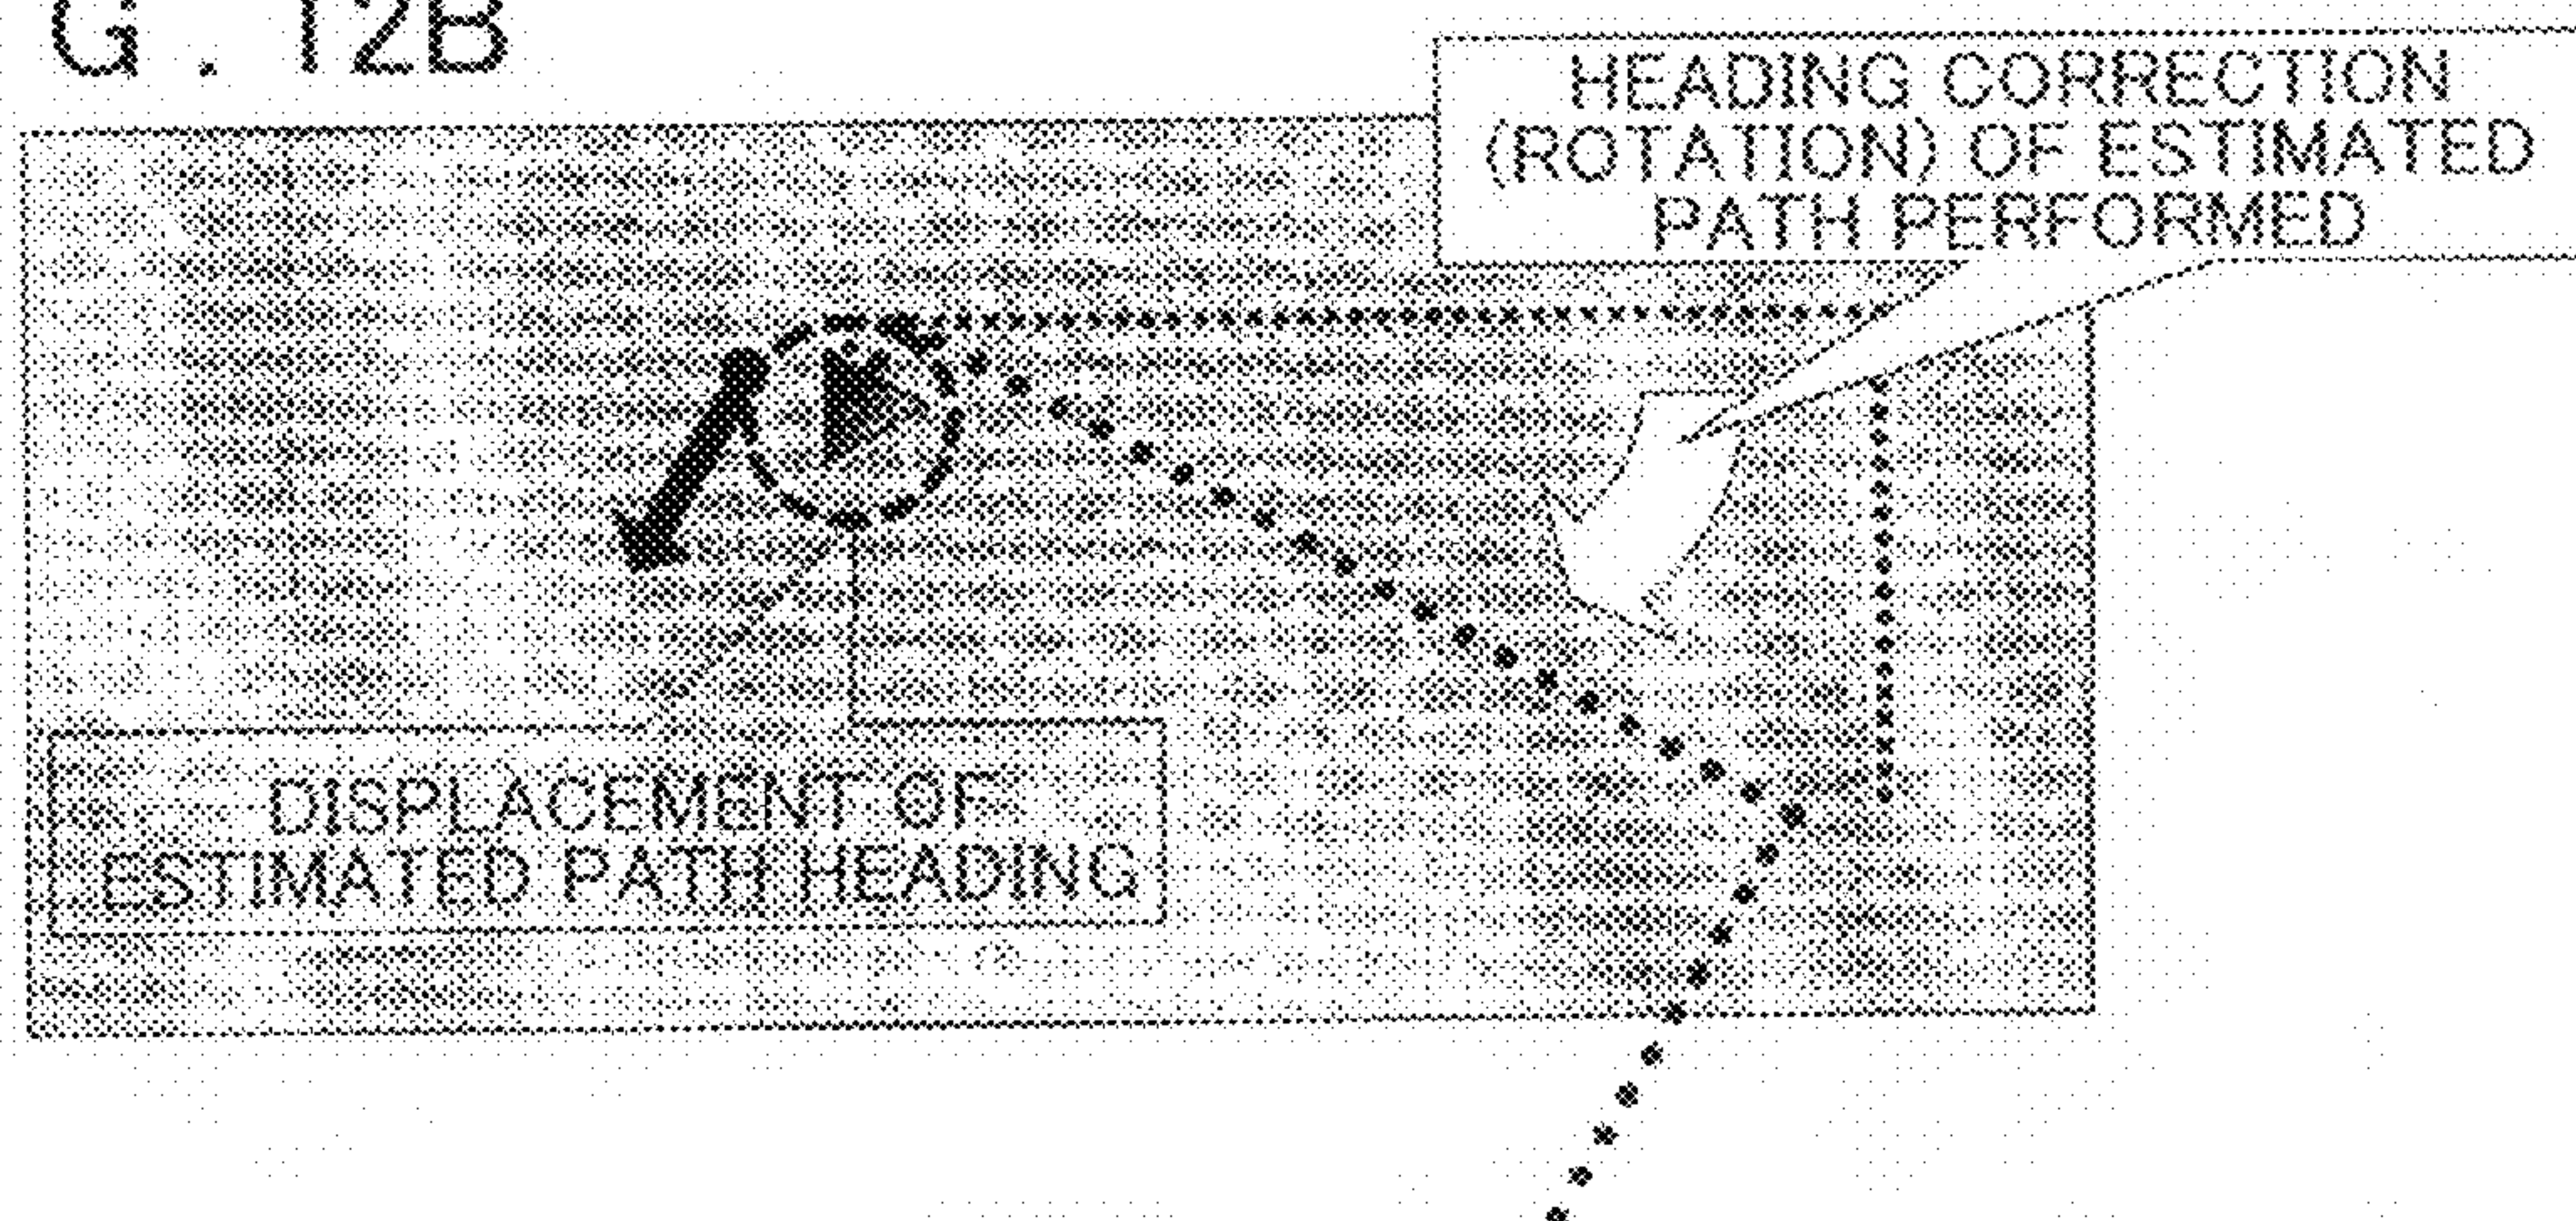 G. 12B
HEADING CORRECTION
(ROTATION) OF ESTIMATED
PATH PERFORMED
DISPLACEMENT OF
ESTIMATED PATH HEADING